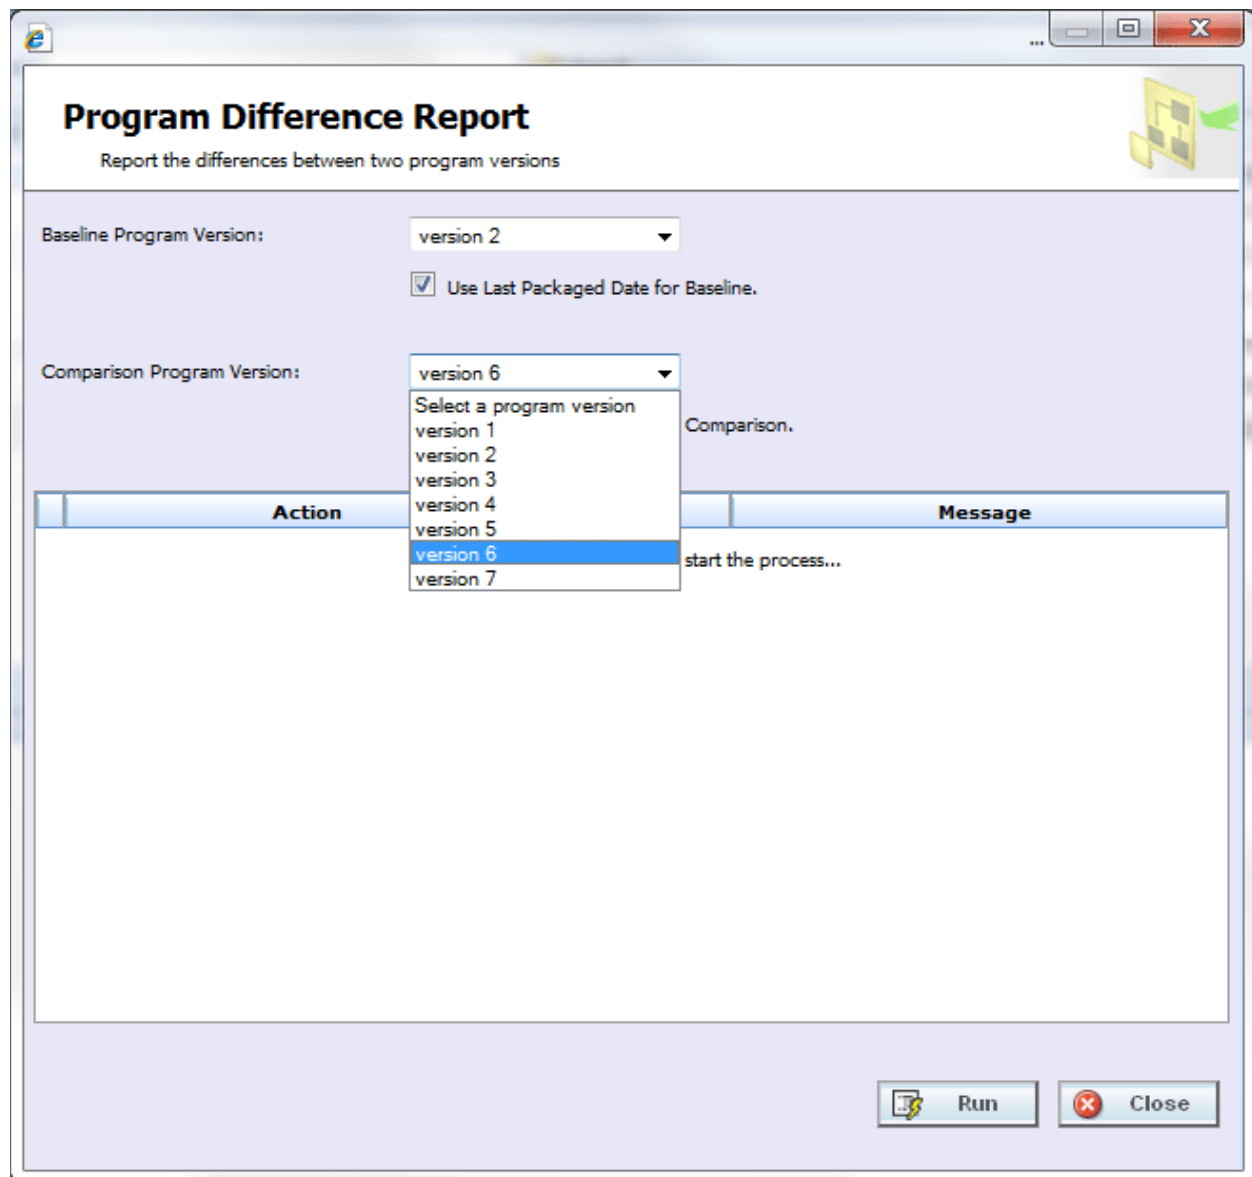 ...
Program Difference Report
Report the differences between two program versions
Baseline Program Version:
version 2
Use Last Packaged Date for Baseline.
Comparison Program Version:
version 6
Select a program version
version 1
version 2
version 3
version 4
version 5
version 6
version 7
Comparison.
Action
Message
start the process...
Run
Close